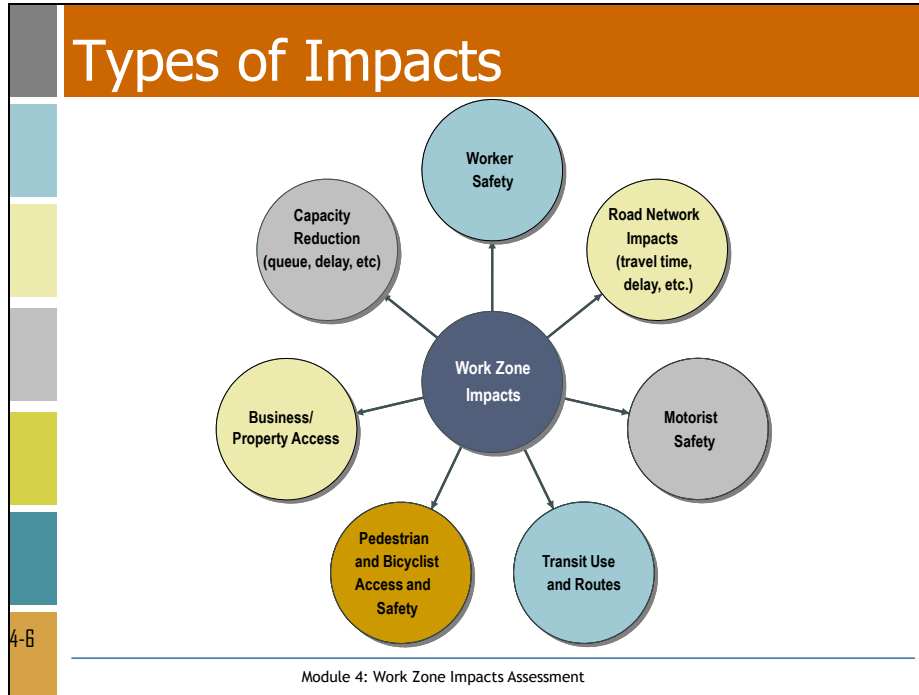 Types of Impacts
Worker
Safety
Capacity
Reduction
(queue, delay, etc)
Road Network
Impacts
(travel time,
delay, etc.)
Work Zone
Impacts
Business/
Property Access
Motorist
Safety
Pedestrian
and Bicyclist
Access and
Safety
Transit Use
and Routes
4-6
Module 4: Work Zone Impacts Assessment